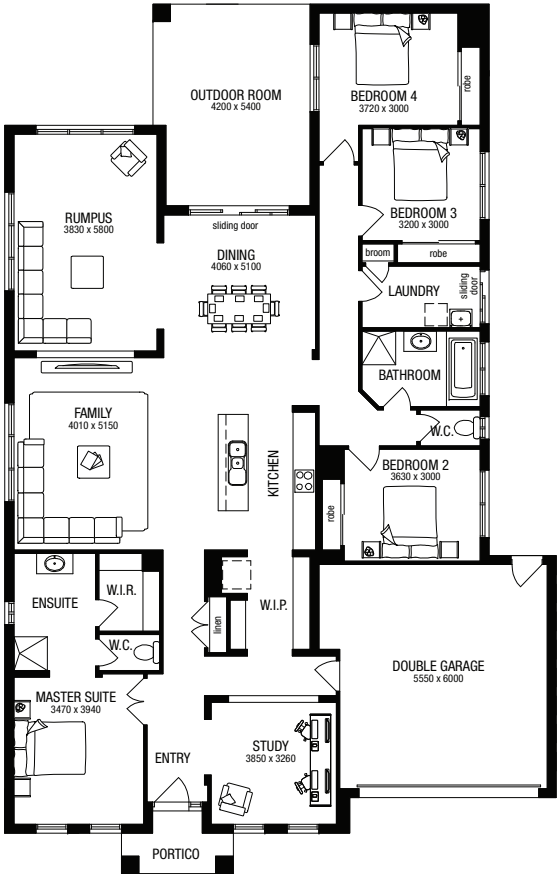 OUTDOOR ROOM
4200 x 5400
BEDROOM 4
3720 x 3000
robe
RUMPUS
3830 x 5800
BEDROOM 3
3200 x 3000
sliding door
DINING
4060 x 5100
broom
robe
LAUNDRY
sliding
door
BATHROOM
FAMILY
4010 x 5150
W.C.
KITCHEN
BEDROOM 2
3630 x 3000
robe
ENSUITE
W.I.R.
W.I.P.
linen
W.C.
DOUBLE GARAGE
5550 x 6000
MASTER SUITE
3470 x 3940
STUDY
3850 x 3260
ENTRY
PORTICO